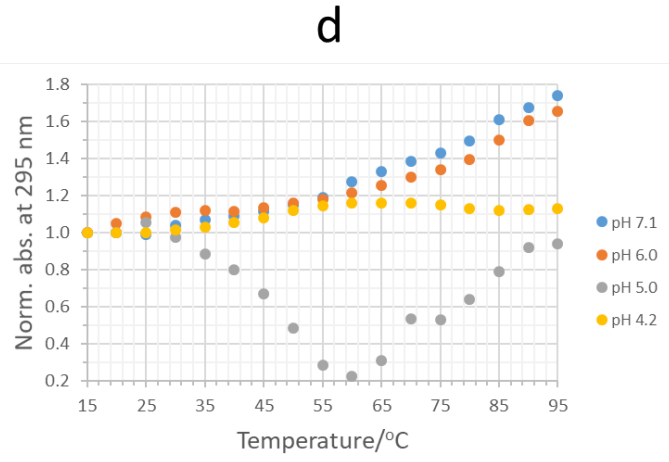 d
Norm. abs. at 295 nm
1.8
1.6
1.4
1.2
1.0
0.8
0.6
0.4
0.2
15 25 35 45 55 65 75 85 95
Temperature/°C
pH 7.1
pH 6.0
pH 5.0
pH 4.2